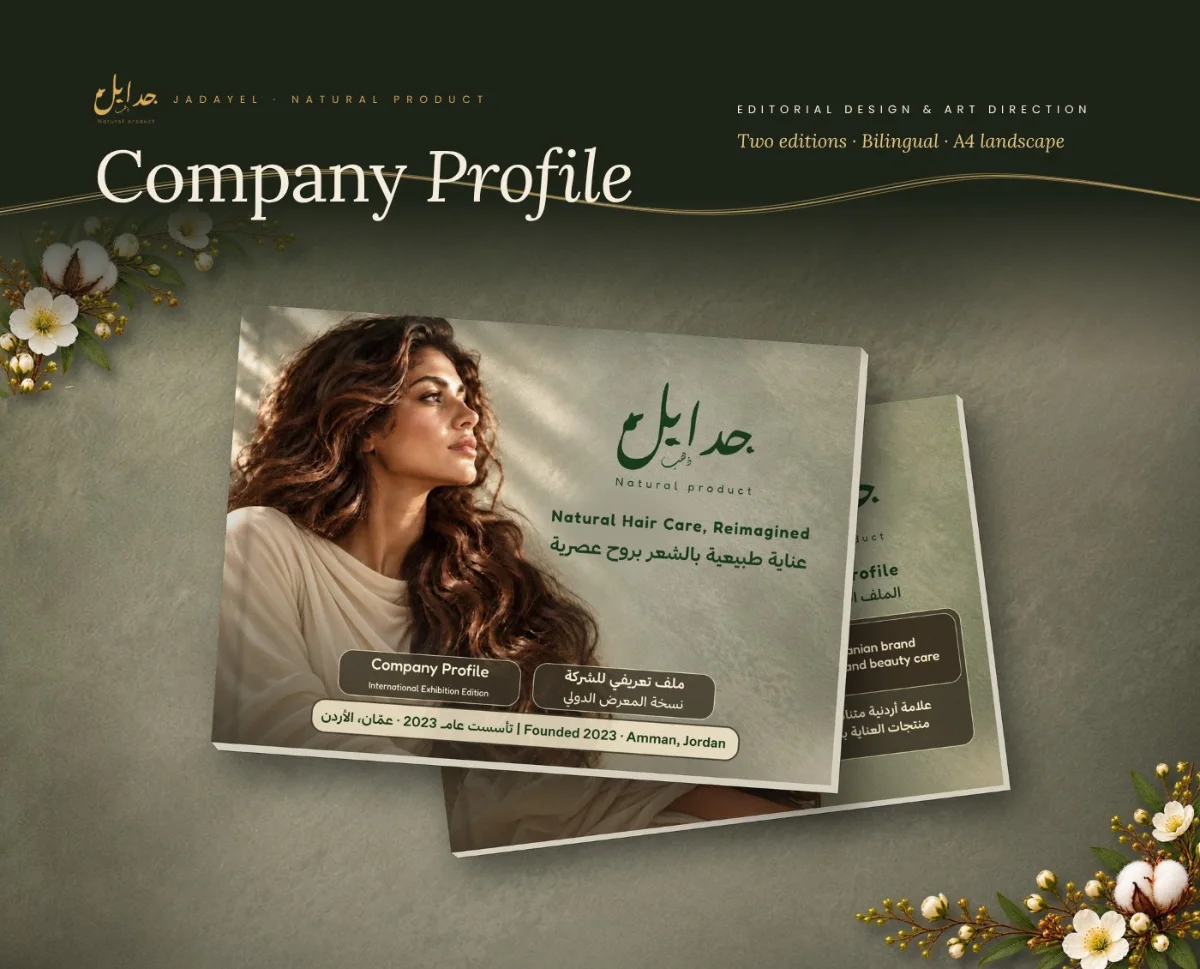 جدايل
Natural product
JADAYEL · NATURAL PRODUCT
EDITORIAL DESIGN & ART DIRECTION
Two editions · Bilingual · A4 landscape
Company Profile
جدايل
ذهب
Natural product
Natural Hair Care, Reimagined
عناية طبيعية بالشعر بروح عصرية
Company Profile
International Exhibition Edition
ملف تعريفي للشركة
نسخة المعرض الدولي
تأسست عام 2023 · عمّان، الأردن | Founded 2023 · Amman, Jordan
الملف
brand
and beauty care
علامة أردنية
منتجات العناية